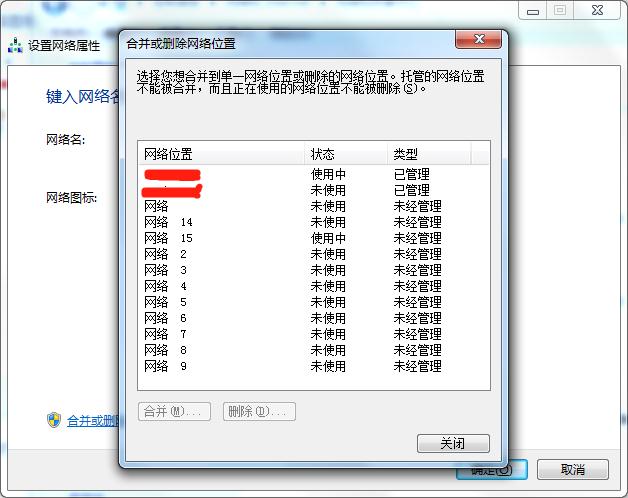 设置网络属性
合并或删除网络位置
选择您想合并到单一网络位置或删除的网络位置。托管的网络位置
不能被合并，而且正在使用的网络位置不能被删除(S)。
键入网络名
网络名:
网络图标:
网络位置 状态 类型
使用中 已管理
未使用 已管理
网络 未使用 未经管理
网络 14 未使用 未经管理
网络 15 使用中 未经管理
网络 2 未使用 未经管理
网络 3 未使用 未经管理
网络 4 未使用 未经管理
网络 5 未使用 未经管理
网络 6 未使用 未经管理
网络 7 未使用 未经管理
网络 8 未使用 未经管理
网络 9 未使用 未经管理
合并(M)... 删除(D)...
合并或删
关闭
确定(O) 取消